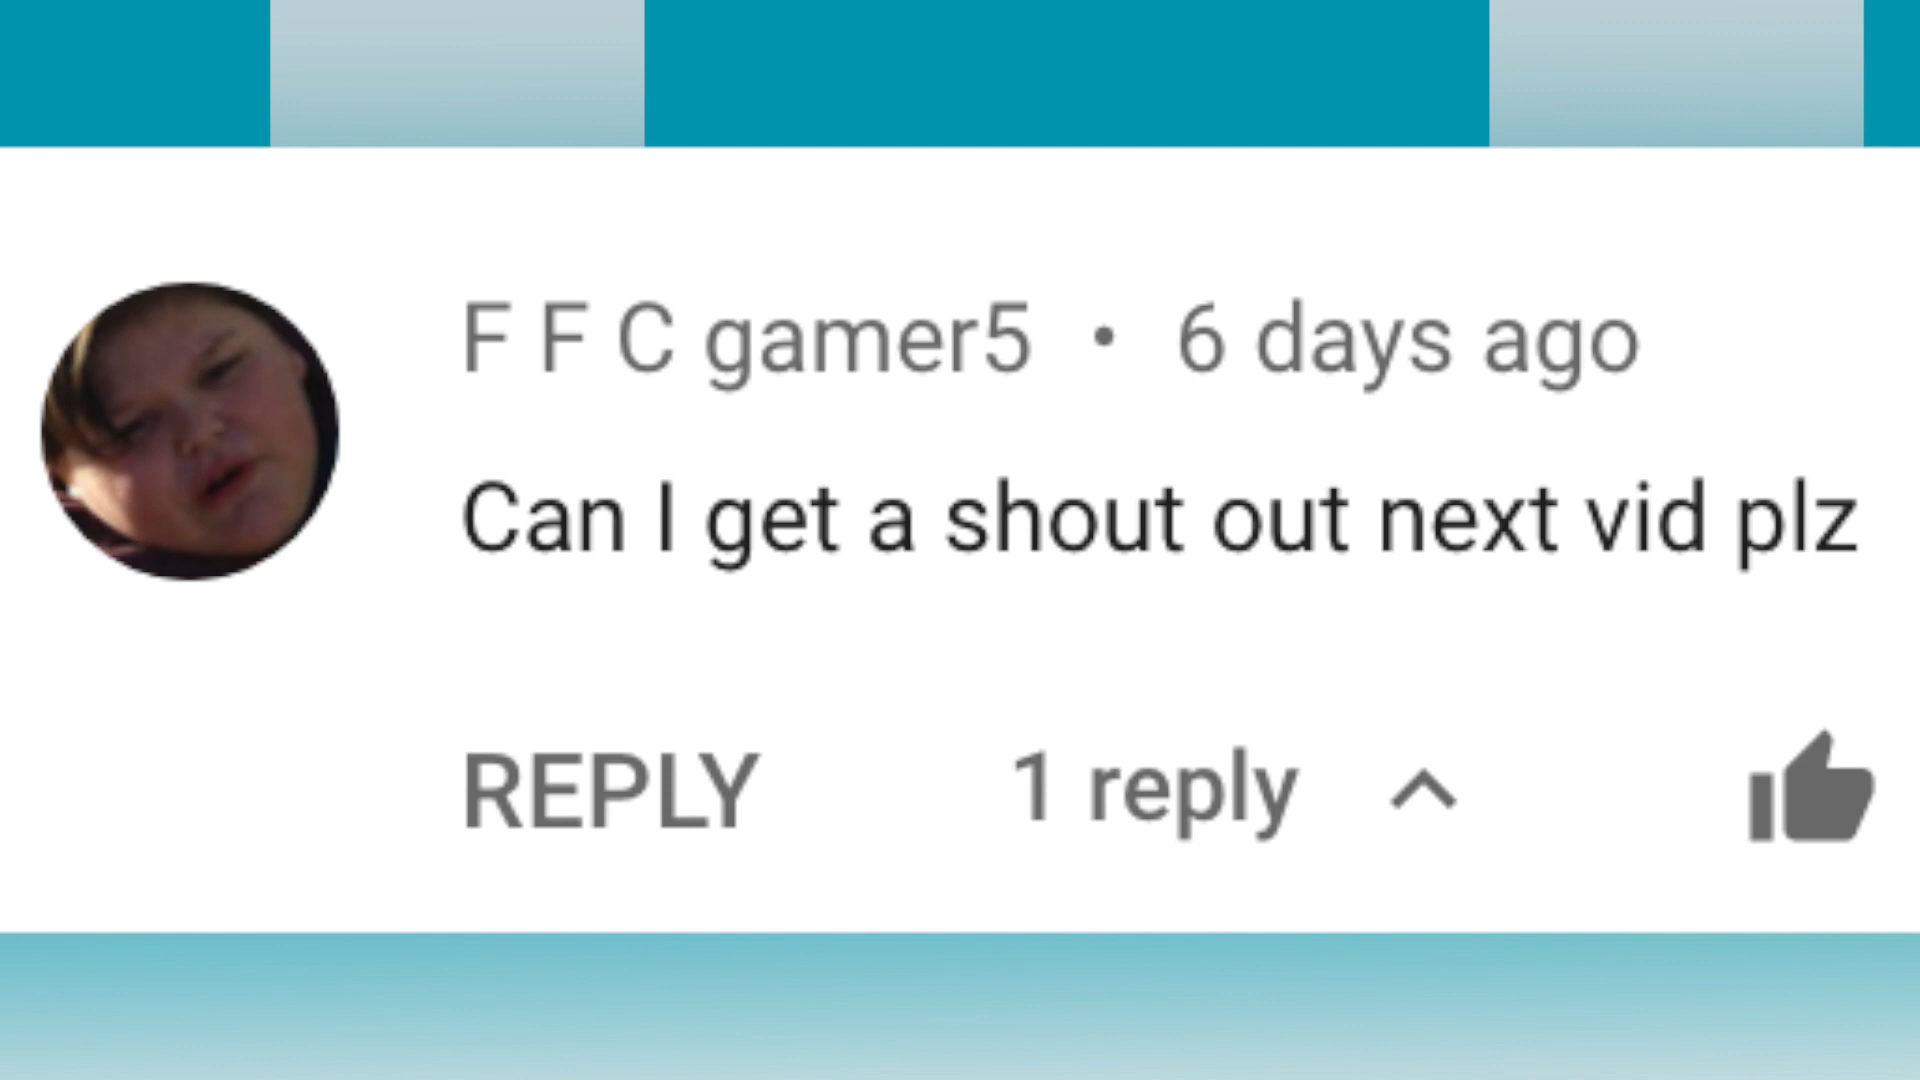 F F C gamer5 • 6 days ago
Can I get a shout out next vid plz
REPLY 1 reply